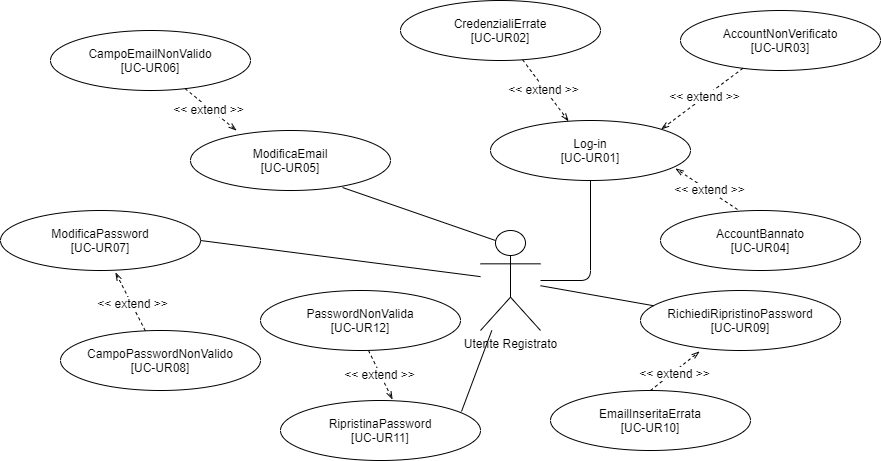 CredenzialiErrate
[UC-UR02]
AccountNonVerificato
[UC-UR03]
CampoEmailNonValido
[UC-UR06]
<< extend >>
<< extend >>
<< extend >>
Log-in
[UC-UR01]
ModificaEmail
[UC-UR05]
<< extend >>
ModificaPassword
[UC-UR07]
AccountBannato
[UC-UR04]
<< extend >>
PasswordNonValida
[UC-UR12]
RichiediRipristinoPassword
[UC-UR09]
Utente Registrato
CampoPasswordNonValido
[UC-UR08]
<< extend >>
<< extend >>
RipristinaPassword
[UC-UR11]
EmailInseritaErrata
[UC-UR10]